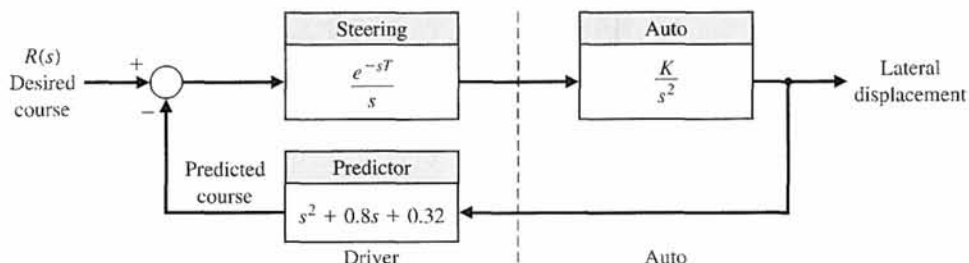 R(s)
Desired
course
+
−
Steering
e^{-sT}
s
Auto
K
s^2
Lateral
displacement
Predicted
course
Predictor
s^2 + 0.8s + 0.32
Driver
Auto